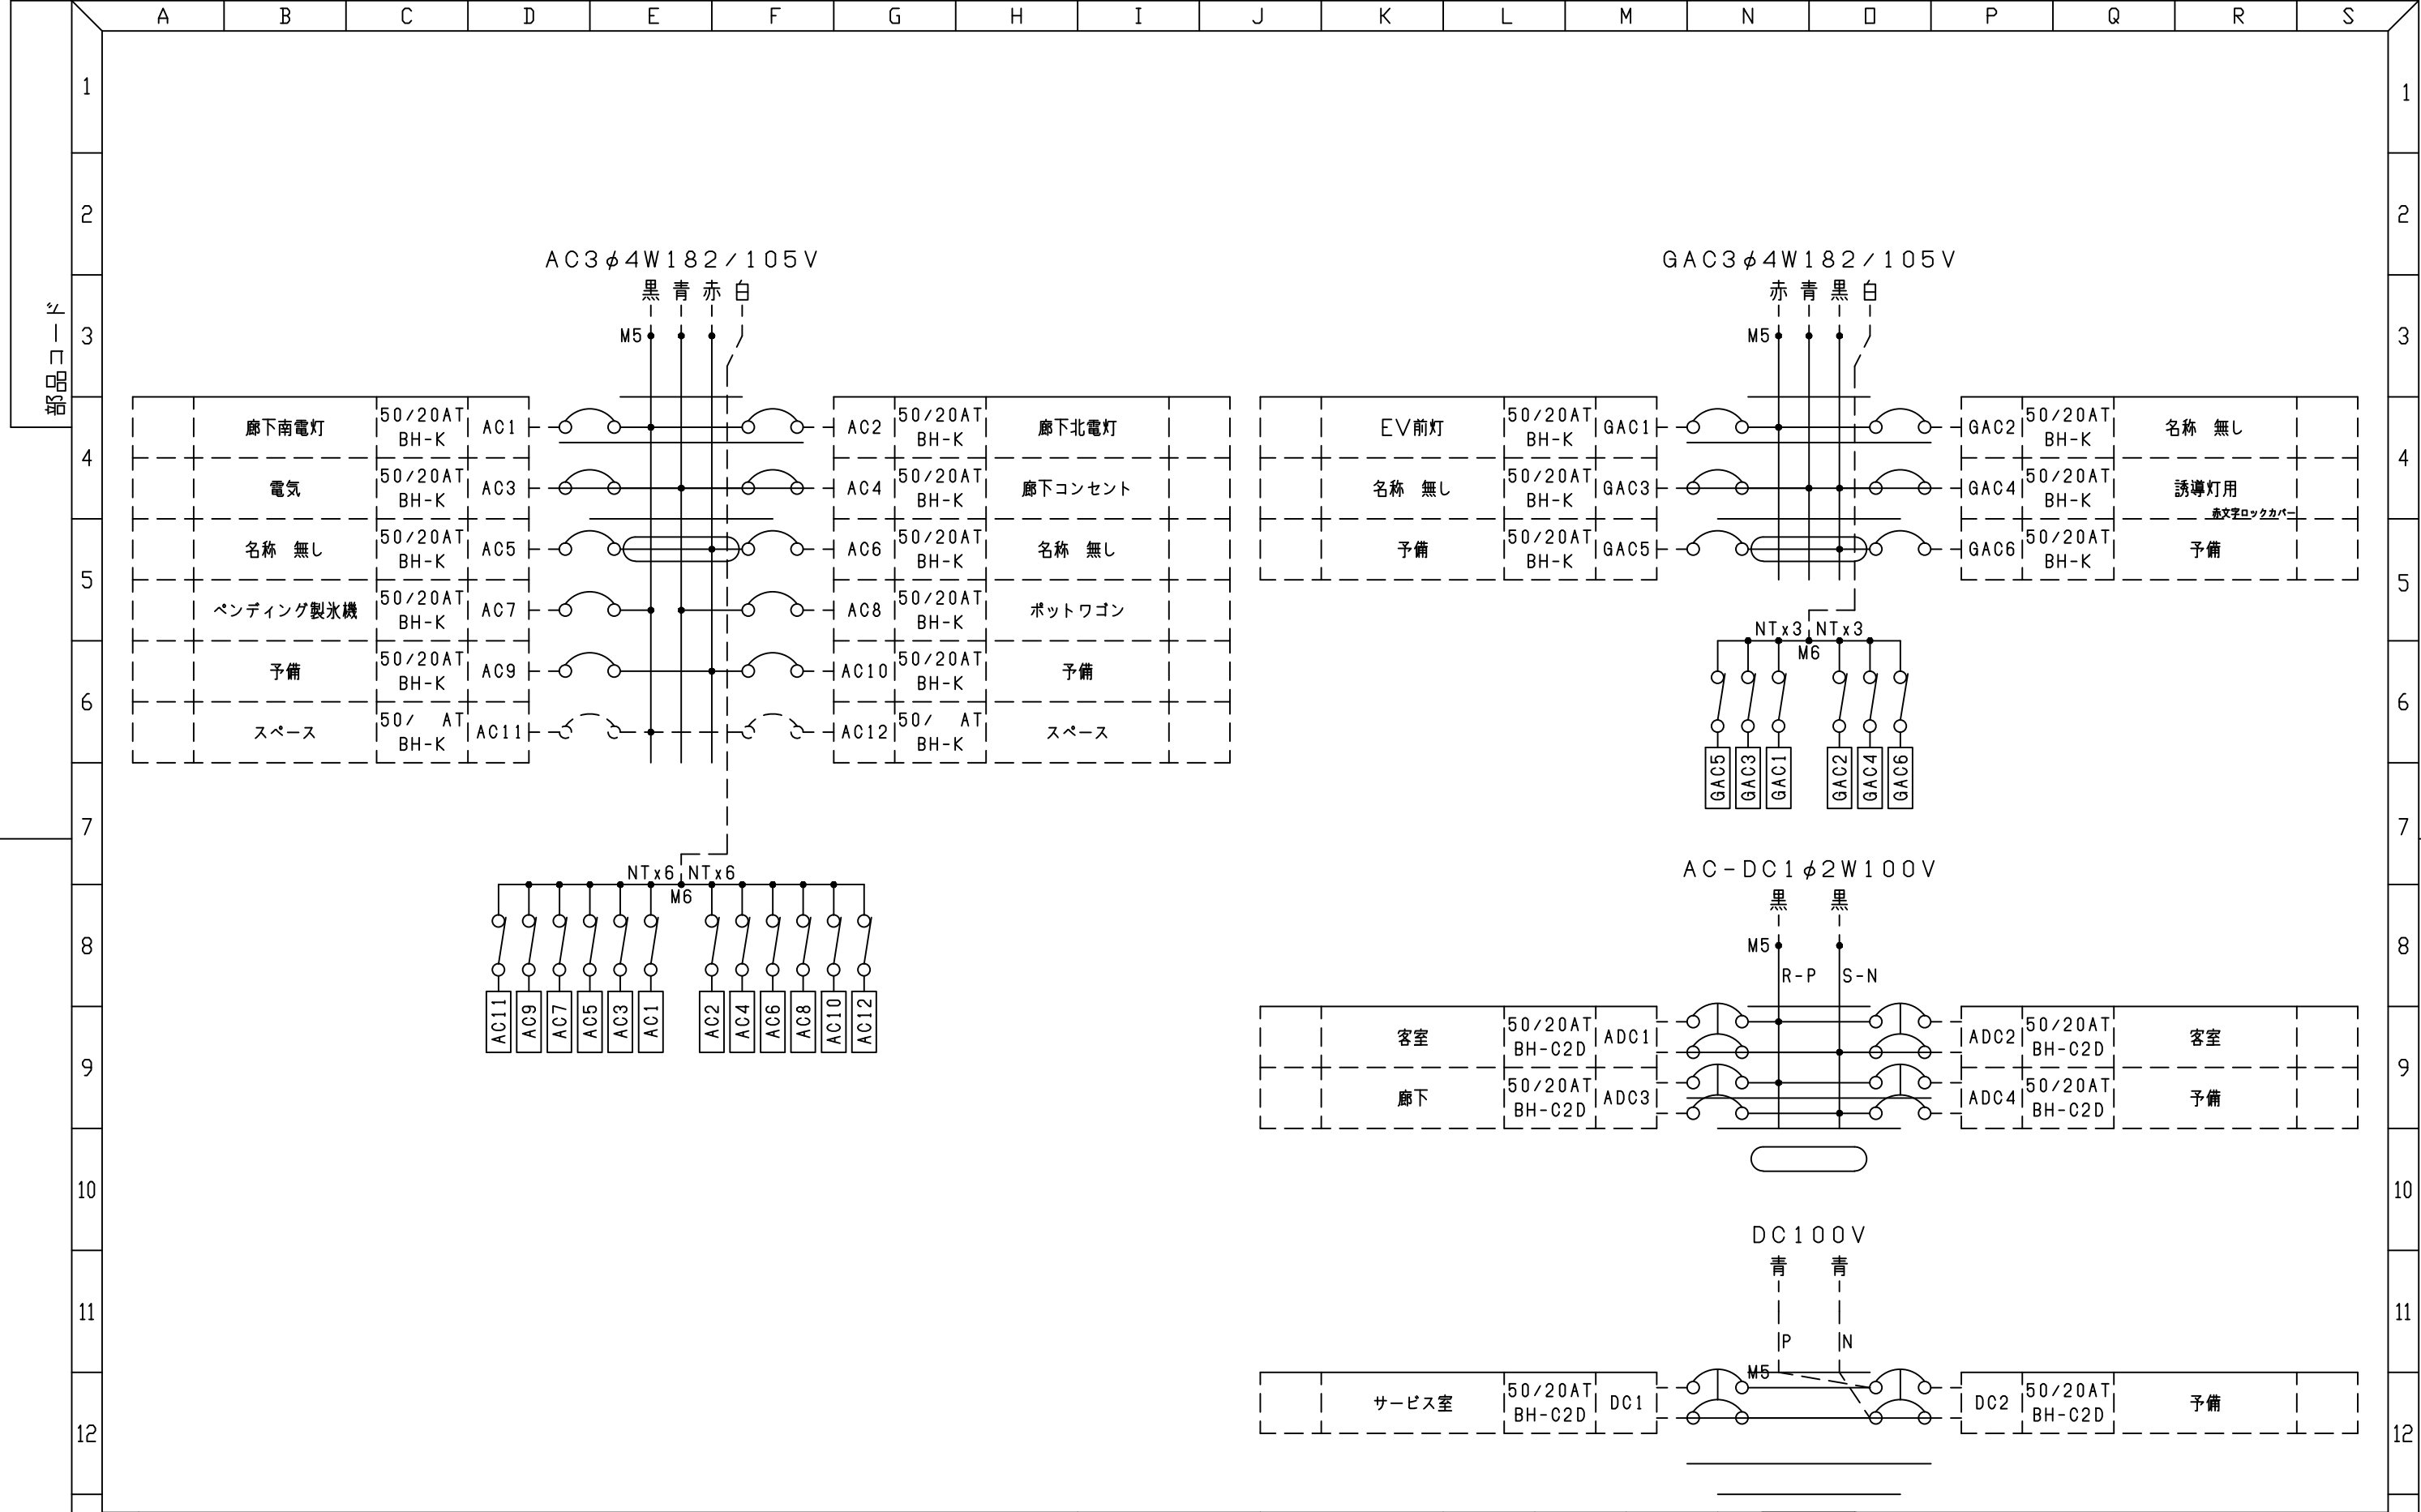 A B C D E F G H I J K L M N O P Q R S
部品コード
1 1
2 2
3 3
4 4
5 5
6 6
7 7
8 8
9 9
10 10
11 11
12 12
AC3φ4W182/105V
黒 青 赤 白
M5
廊下南電灯 50/20AT BH-K AC1
AC2 50/20AT BH-K 廊下北電灯
電気 50/20AT BH-K AC3
AC4 50/20AT BH-K 廊下コンセント
名称 無し 50/20AT BH-K AC5
AC6 50/20AT BH-K 名称 無し
ペンディング製氷機 50/20AT BH-K AC7
AC8 50/20AT BH-K ポットワゴン
予備 50/20AT BH-K AC9
AC10 50/20AT BH-K 予備
スペース 50/ AT BH-K AC11
AC12 50/ AT BH-K スペース
NTx6 NTx6
M6
AC11 AC9 AC7 AC5 AC3 AC1 AC2 AC4 AC6 AC8 AC10 AC12
GAC3φ4W182/105V
赤 青 黒 白
M5
EV前灯 50/20AT BH-K GAC1
GAC2 50/20AT BH-K 名称 無し
名称 無し 50/20AT BH-K GAC3
GAC4 50/20AT BH-K 誘導灯用
赤文字ロックカバー
予備 50/20AT BH-K GAC5
GAC6 50/20AT BH-K 予備
NTx3 NTx3
M6
GAC5 GAC3 GAC1 GAC2 GAC4 GAC6
AC-DC1φ2W100V
黒 黒
M5
R-P S-N
客室 50/20AT BH-C2D ADC1
ADC2 50/20AT BH-C2D 客室
廊下 50/20AT BH-C2D ADC3
ADC4 50/20AT BH-C2D 予備
DC100V
青 青
P N
M5
サービス室 50/20AT BH-C2D DC1
DC2 50/20AT BH-C2D 予備